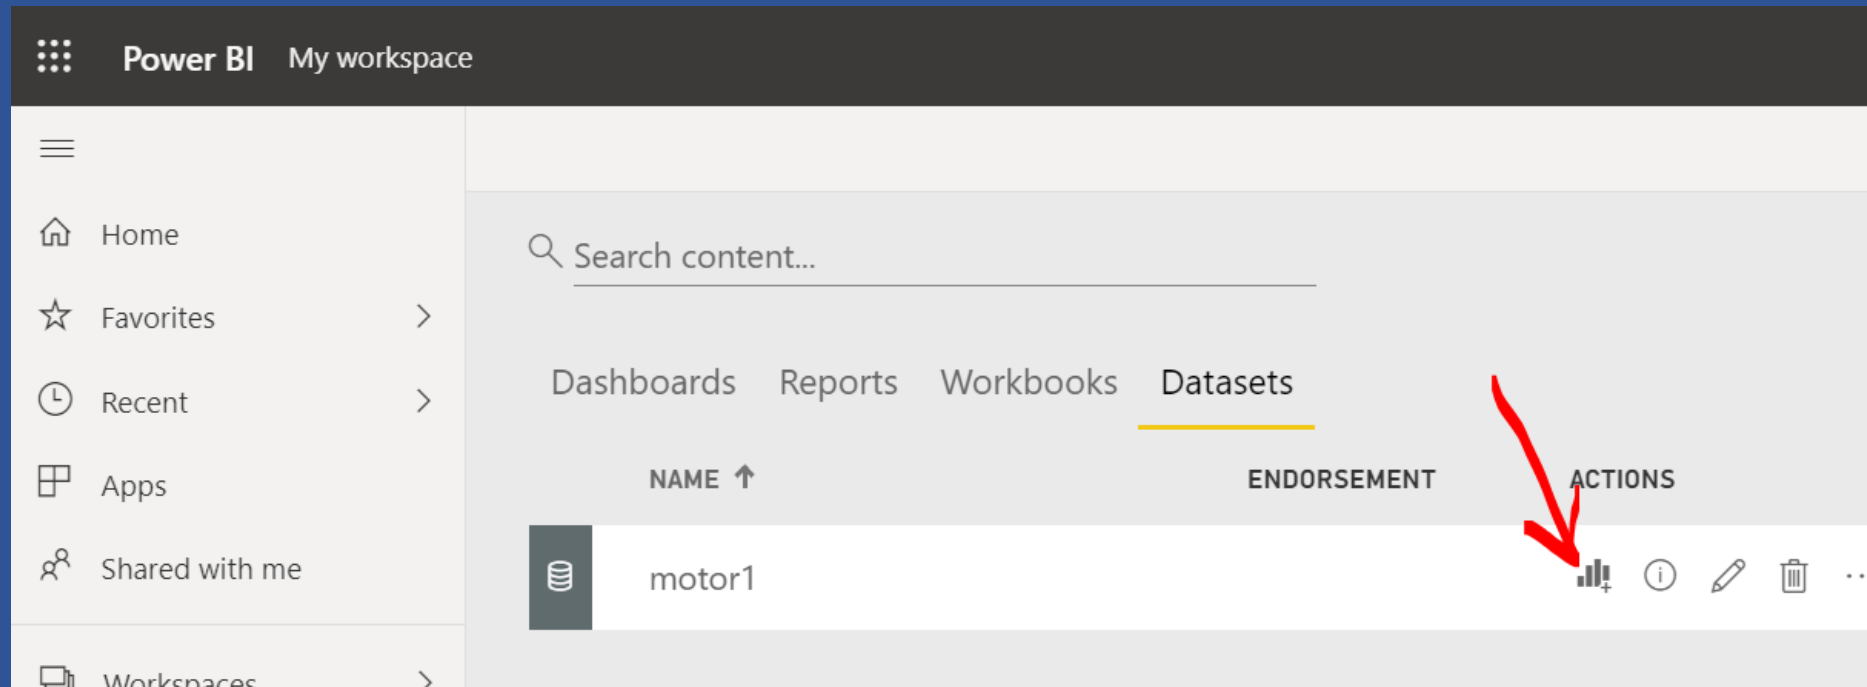 Power BI My workspace
Home
Favorites
Recent
Apps
Shared with me
Workspaces
Search content...
Dashboards Reports Workbooks Datasets
NAME ENDORSEMENT ACTIONS
motor1